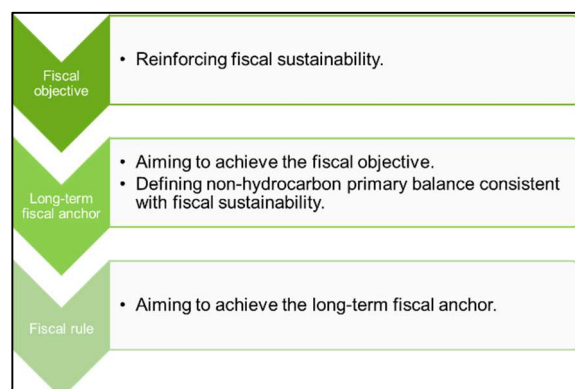 Fiscal
objective
• Reinforcing fiscal sustainability.
Long-term
fiscal anchor
• Aiming to achieve the fiscal objective.
• Defining non-hydrocarbon primary balance consistent
with fiscal sustainability.
Fiscal rule
• Aiming to achieve the long-term fiscal anchor.